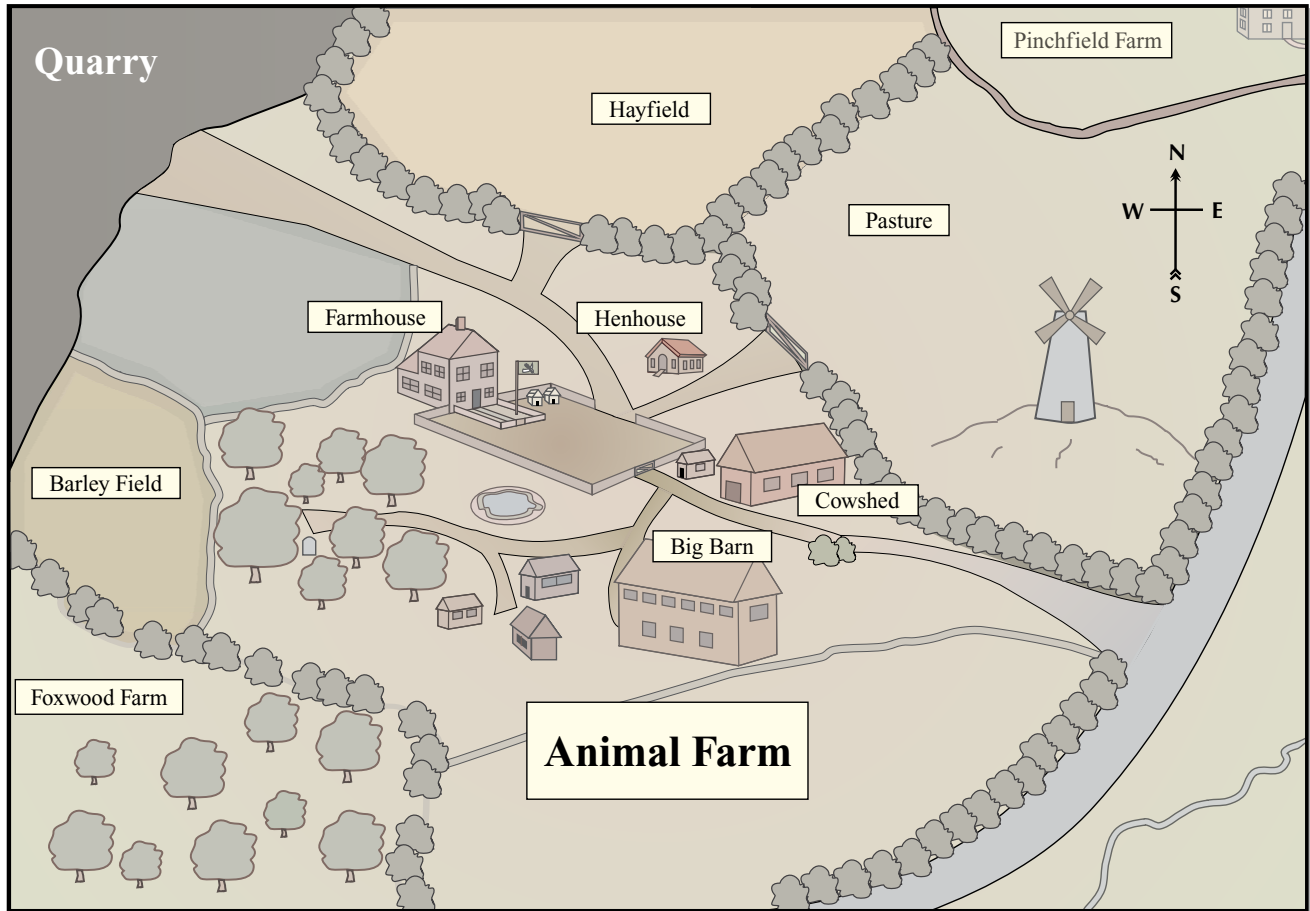 Quarry
Pinchfield Farm
Hayfield
N
W E
S
Pasture
Farmhouse
Henhouse
Barley Field
Cowshed
Big Barn
Foxwood Farm
Animal Farm